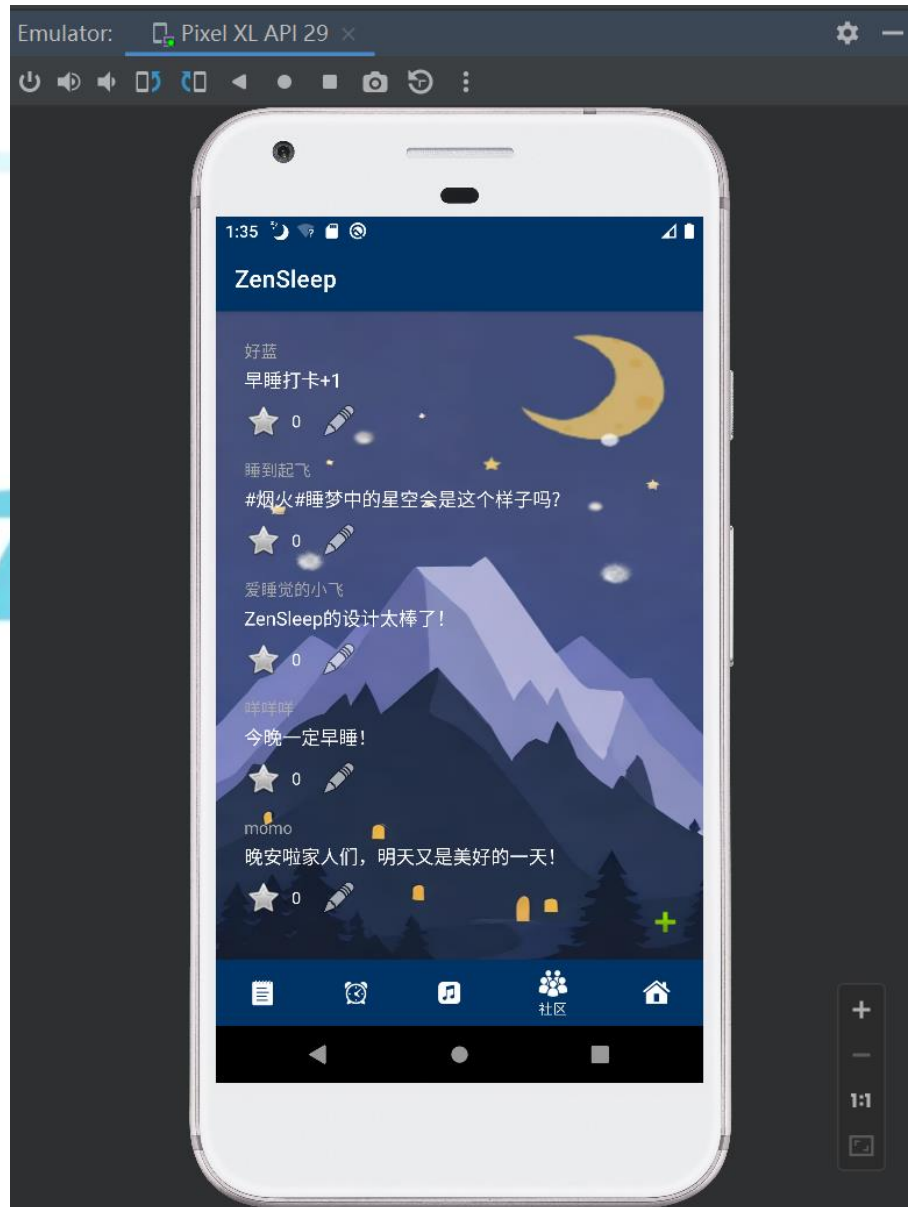 Emulator: Pixel XL API 29
1:35
ZenSleep
好蓝
早睡打卡+1
0
睡到起飞
#烟火#睡梦中的星空会是这个样子吗?
0
爱睡觉的小飞
ZenSleep的设计太棒了!
0
咩咩咩
今晚一定早睡!
0
momo
晚安啦家人们，明天又是美好的一天!
0
社区
1:1